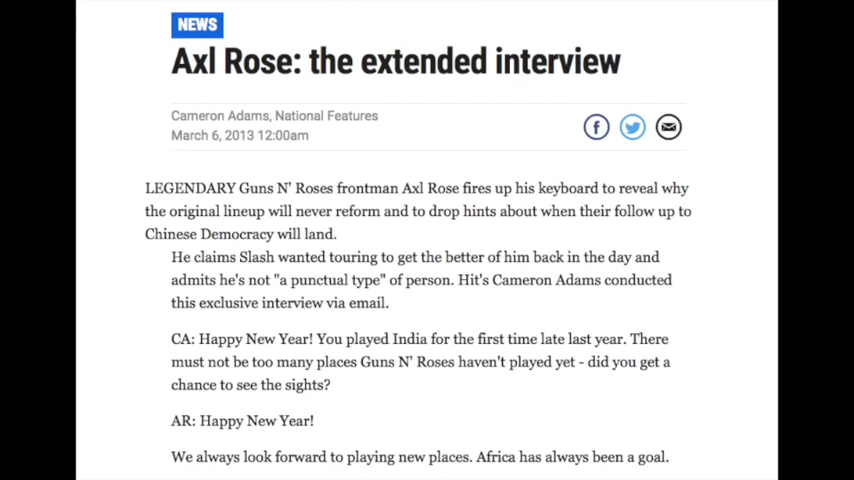 NEWS
Axl Rose: the extended interview
Cameron Adams, National Features
March 6, 2013 12:00am
LEGENDARY Guns N' Roses frontman Axl Rose fires up his keyboard to reveal why
the original lineup will never reform and to drop hints about when their follow up to
Chinese Democracy will land.
He claims Slash wanted touring to get the better of him back in the day and
admits he's not "a punctual type" of person. Hit's Cameron Adams conducted
this exclusive interview via email.
CA: Happy New Year! You played India for the first time late last year. There
must not be too many places Guns N' Roses haven't played yet - did you get a
chance to see the sights?
AR: Happy New Year!
We always look forward to playing new places. Africa has always been a goal.